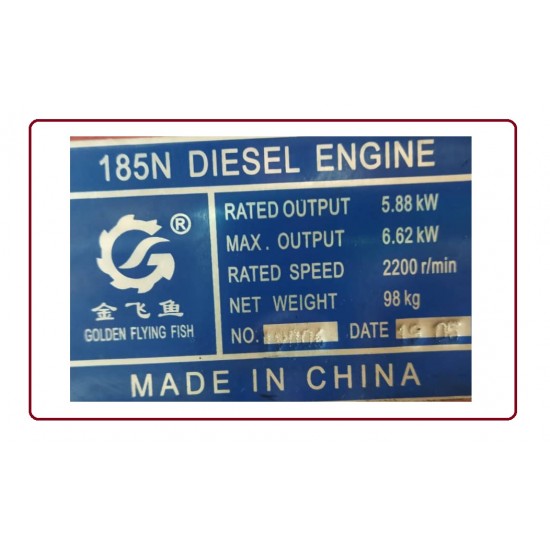 185N DIESEL ENGINE
®
金飞鱼
GOLDEN FLYING FISH
RATED OUTPUT 5.88 kW
MAX. OUTPUT 6.62 kW
RATED SPEED 2200 r/min
NET WEIGHT 98 kg
NO. DATE
MADE IN CHINA